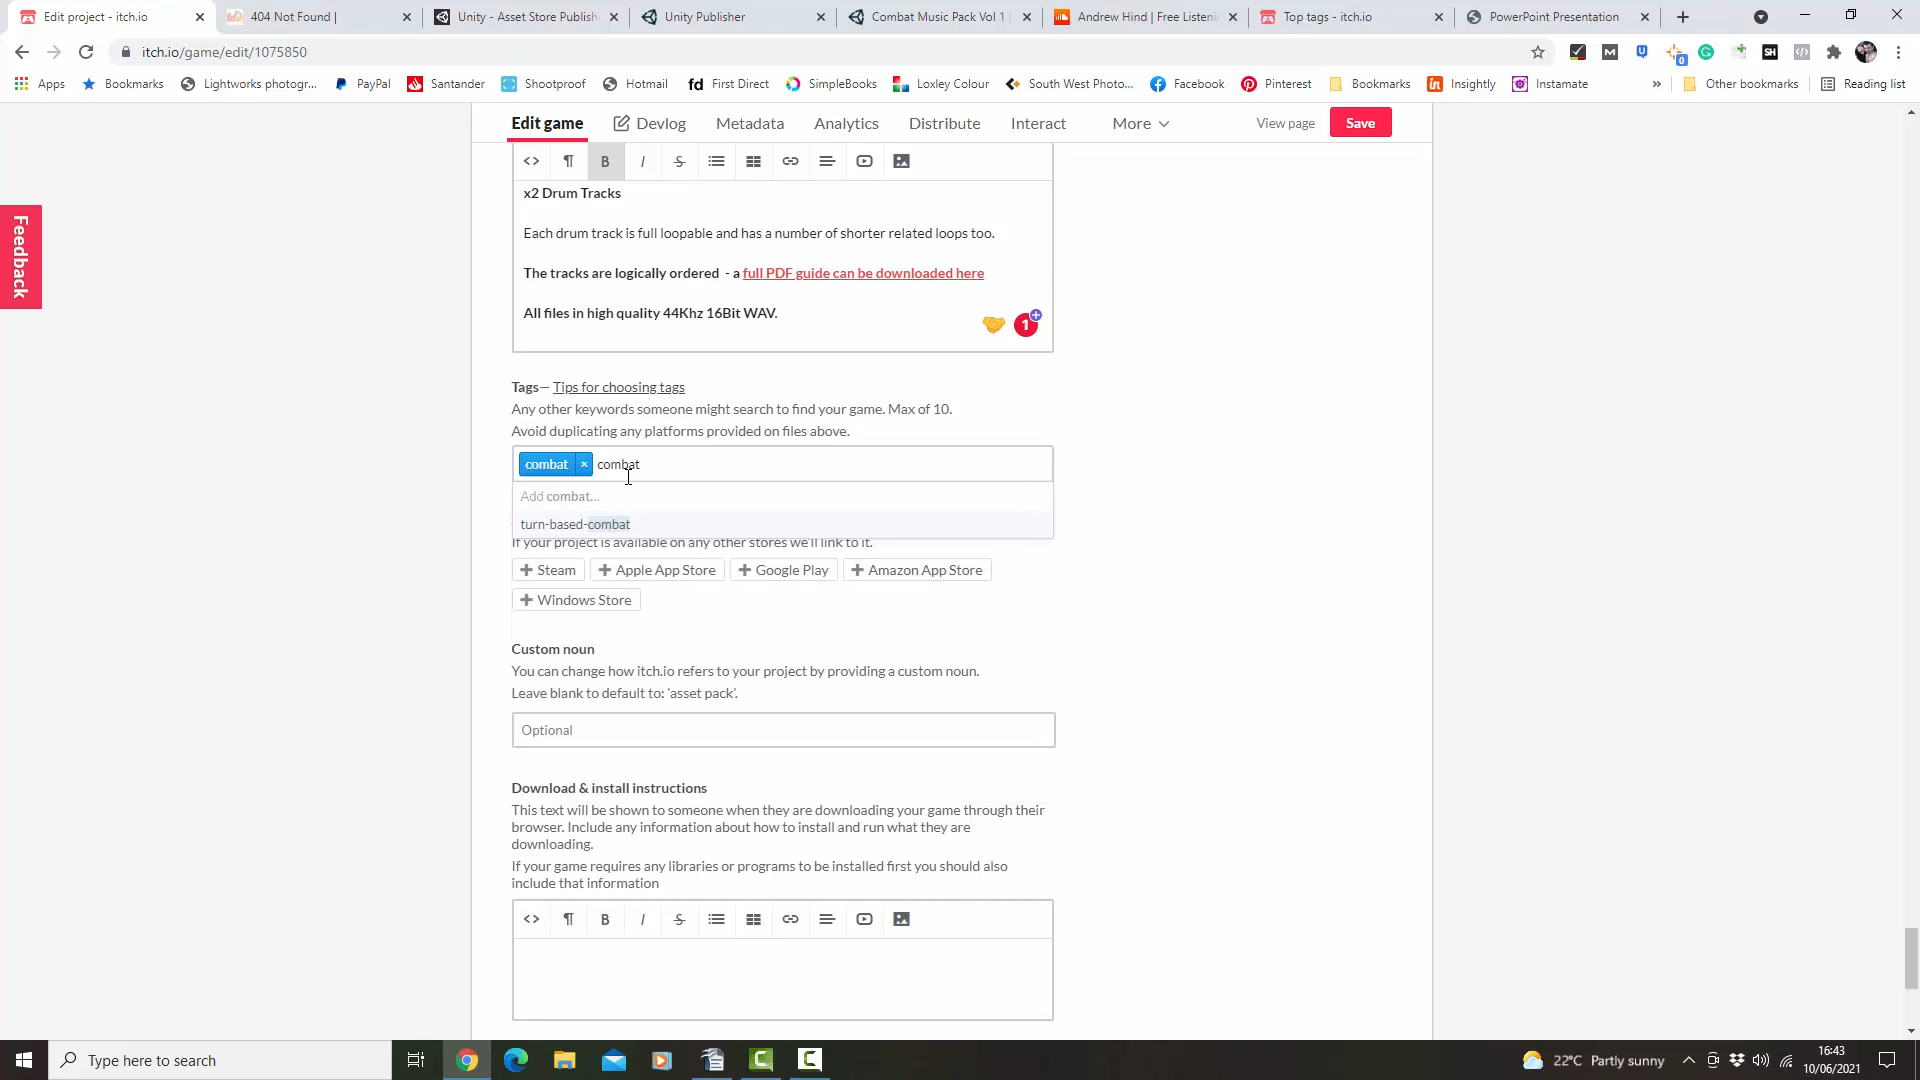 Edit project - itch.io
404 Not Found |
Unity - Asset Store Publish
Unity Publisher
Combat Music Pack Vol 1 |
Andrew Hind | Free Listeni
Top tags - itch.io
PowerPoint Presentation
itch.io/game/edit/1075850
Apps
Bookmarks
Lightworks photogr...
PayPal
Santander
Shootproof
Hotmail
fd First Direct
SimpleBooks
Loxley Colour
South West Photo...
Facebook
Pinterest
Bookmarks
Insightly
Instamate
»
Other bookmarks
Reading list
Edit game
Devlog
Metadata
Analytics
Distribute
Interact
More
View page
Save
Feedback
x2 Drum Tracks
Each drum track is full loopable and has a number of shorter related loops too.
The tracks are logically ordered - a full PDF guide can be downloaded here
All files in high quality 44Khz 16Bit WAV.
1
Tags— Tips for choosing tags
Any other keywords someone might search to find your game. Max of 10.
Avoid duplicating any platforms provided on files above.
combat × combat
Add combat...
turn-based-combat
If your project is available on any other stores we'll link to it.
Steam
Apple App Store
Google Play
Amazon App Store
Windows Store
Custom noun
You can change how itch.io refers to your project by providing a custom noun.
Leave blank to default to: 'asset pack'.
Optional
Download & install instructions
This text will be shown to someone when they are downloading your game through their
browser. Include any information about how to install and run what they are
downloading.
If your game requires any libraries or programs to be installed first you should also
include that information
Type here to search
22°C Partly sunny
16:43
10/06/2021